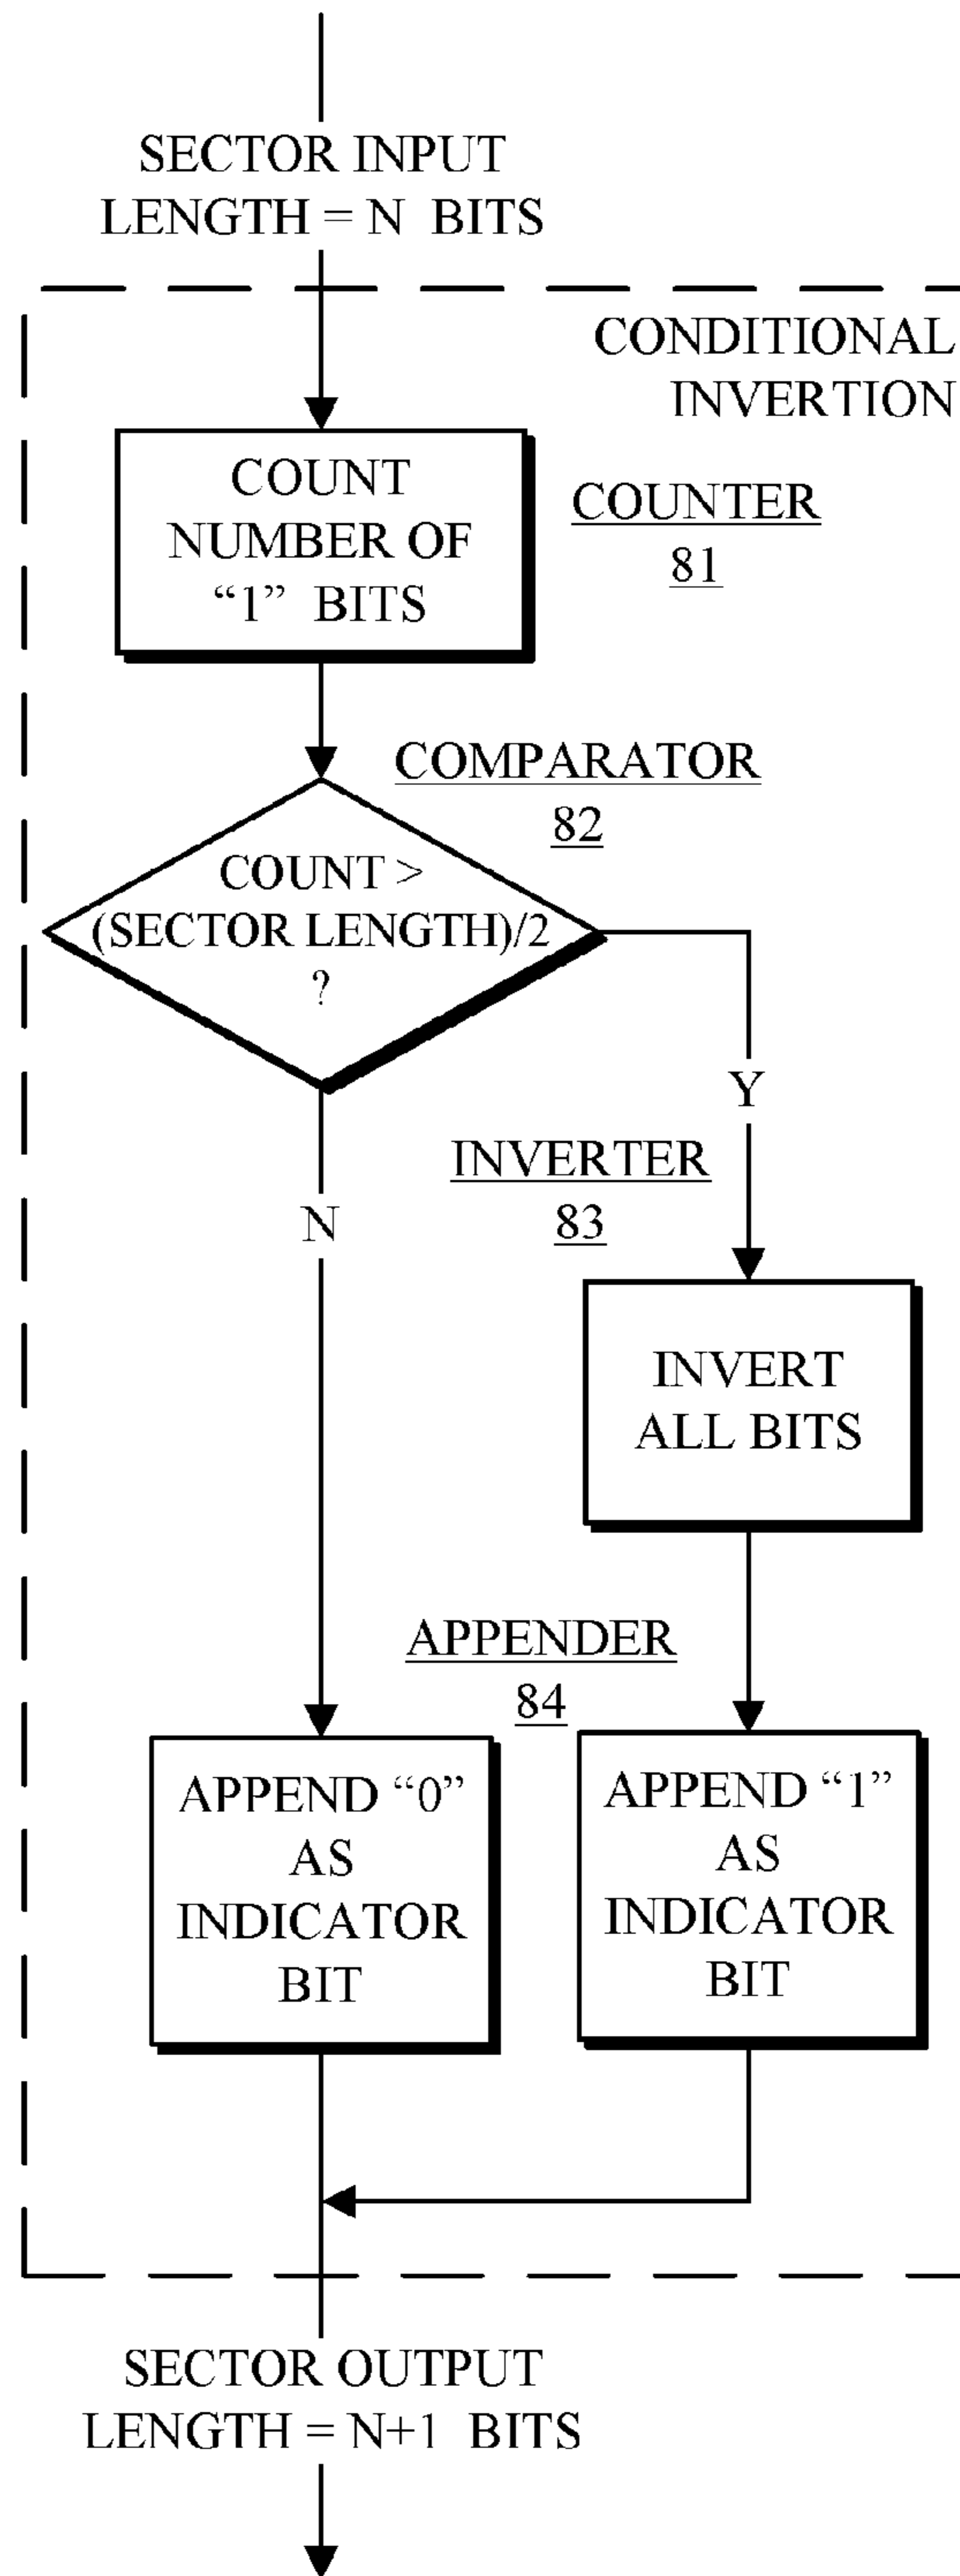 SECTOR INPUT
LENGTH = N BITS
CONDITIONAL
INVERTION
COUNT
NUMBER OF
“1” BITS
COUNTER
81
COMPARATOR
82
COUNT >
(SECTOR LENGTH)/2
?
Y
N
INVERTER
83
INVERT
ALL BITS
APPENDER
84
APPEND “0”
AS
INDICATOR
BIT
APPEND “1”
AS
INDICATOR
BIT
SECTOR OUTPUT
LENGTH = N+1 BITS